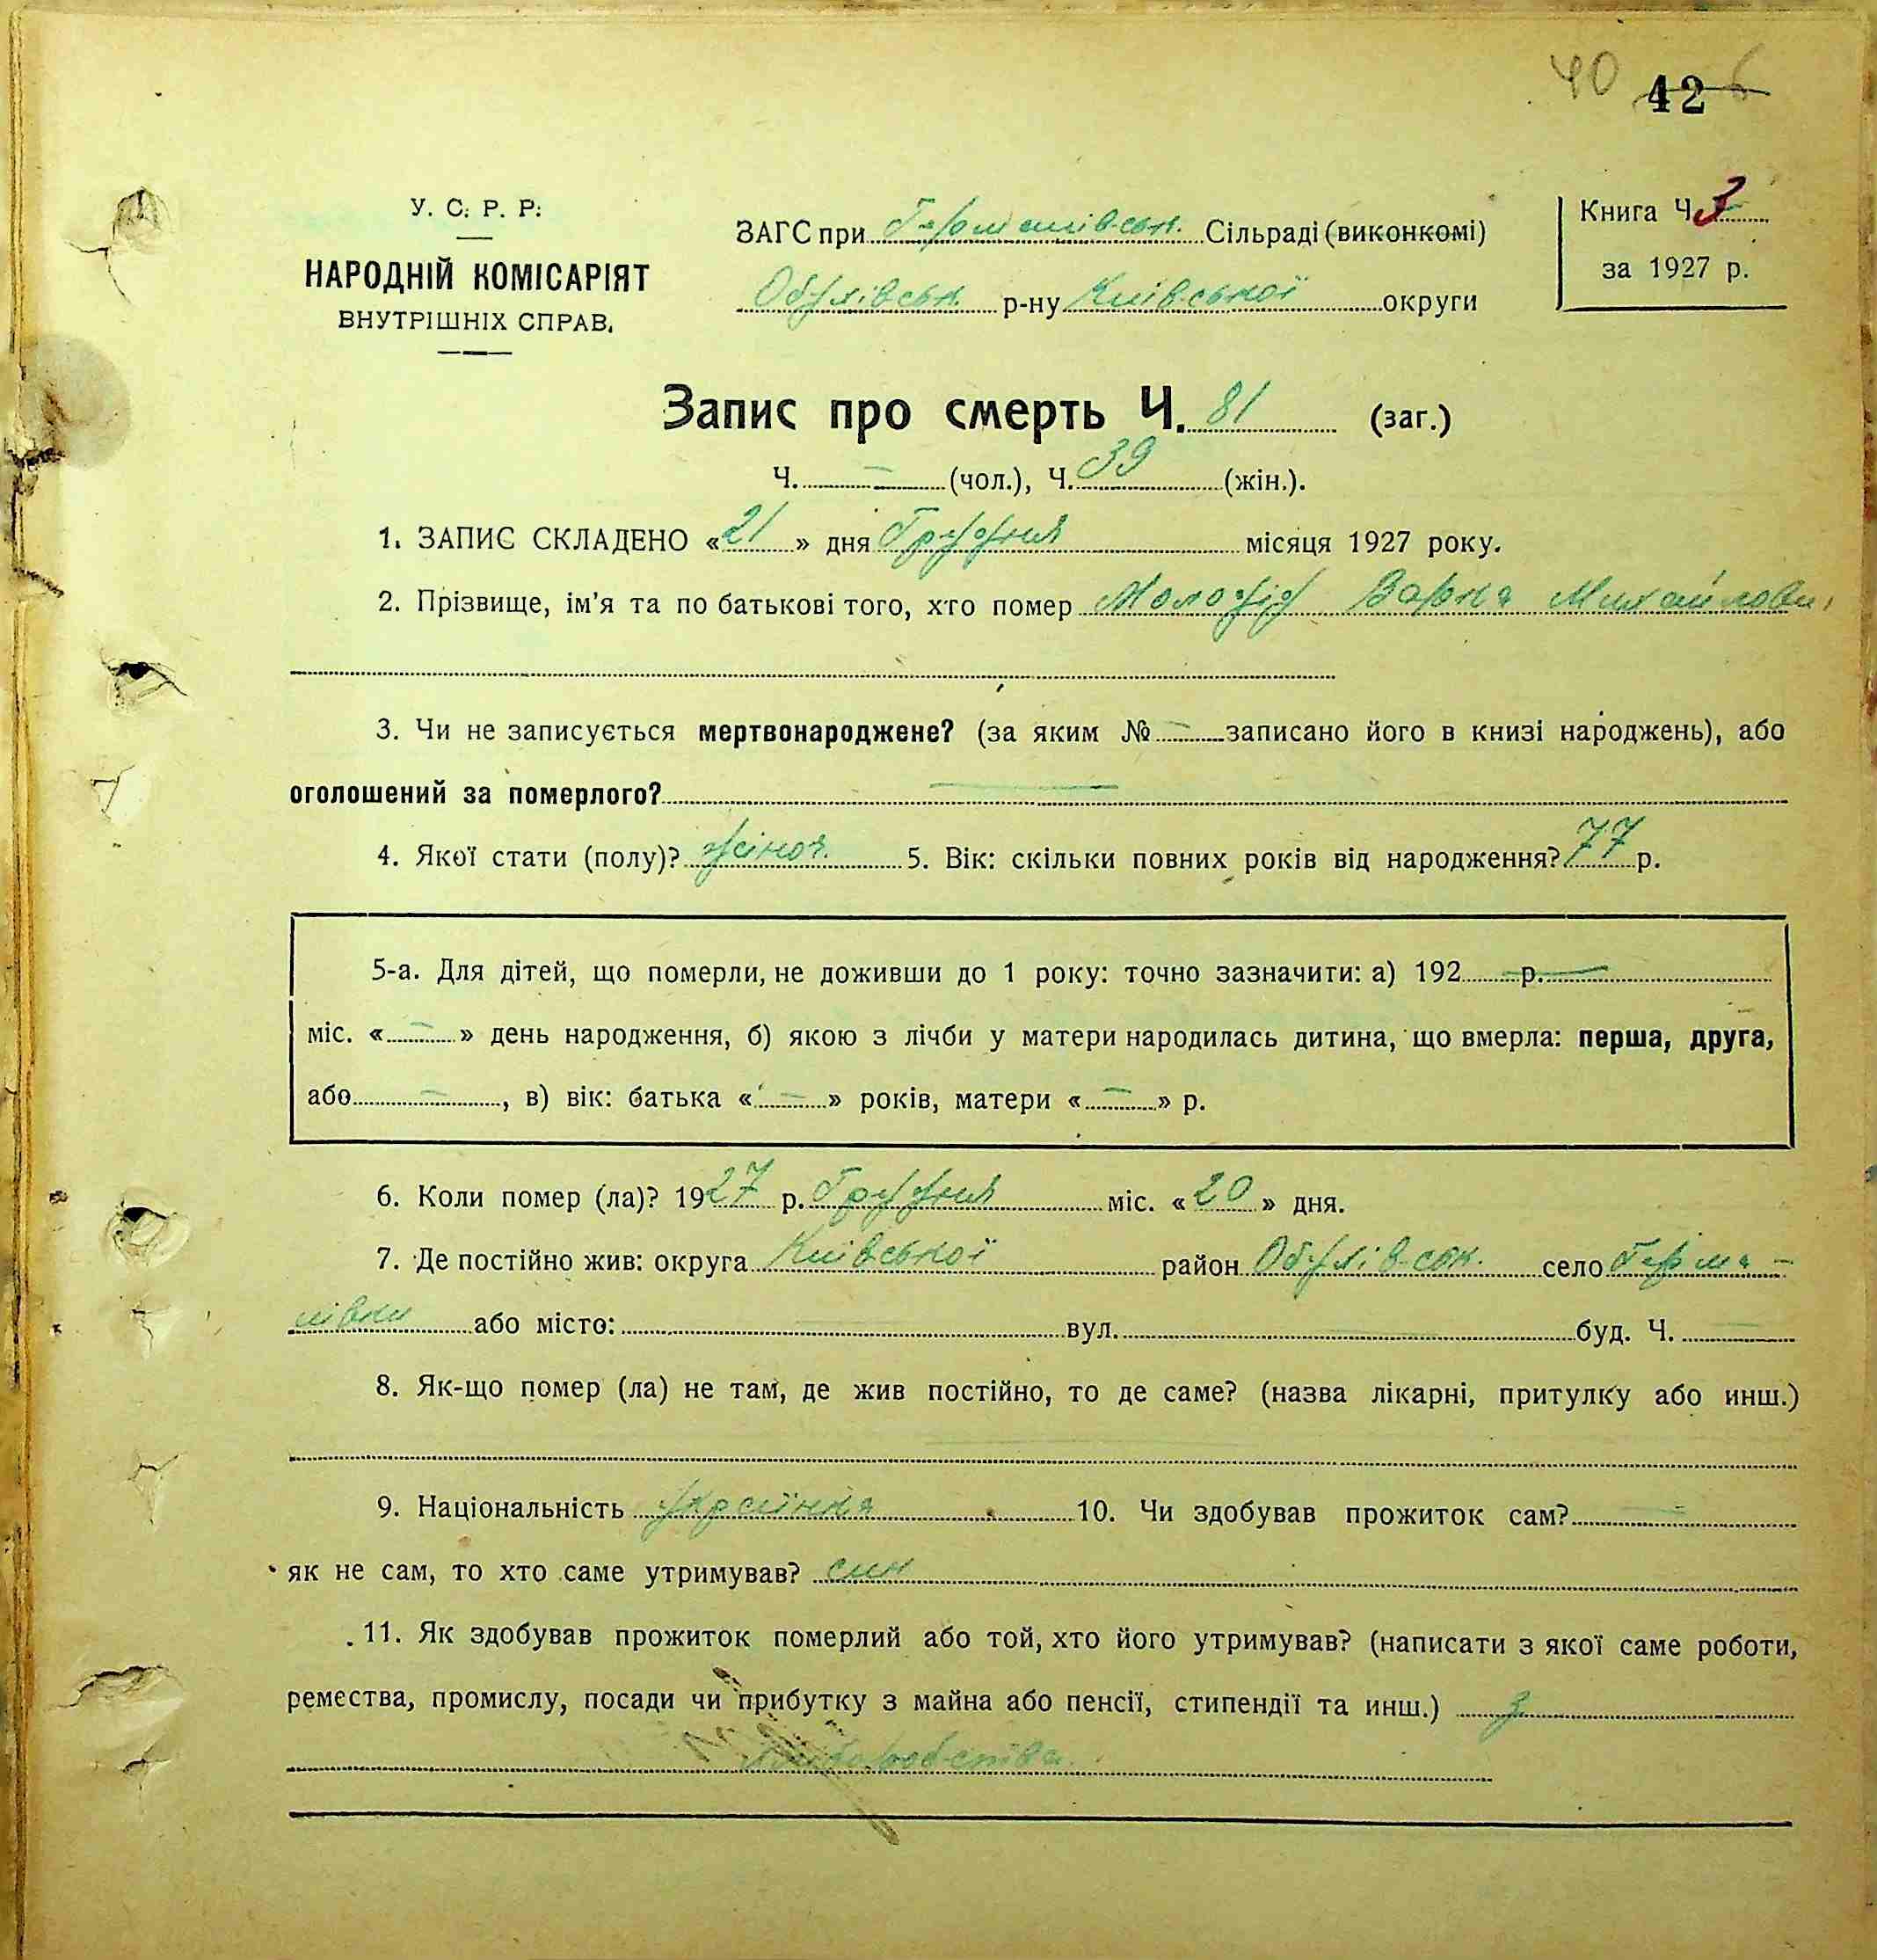 40 42
У. С. Р. Р.
НАРОДНІЙ КОМІСАРІЯТ
ВНУТРІШНІХ СПРАВ.
ЗАГС при Германівськ. Сільраді (виконкомі)
Обухівськ. р-ну Київської округи
Книга Ч. 3
за 1927 р.
Запис про смерть Ч. 81 (заг.)
Ч. — (чол.), Ч. 39 (жін.).
1. ЗАПИС СКЛАДЕНО «21» дня Грудня місяця 1927 року.
2. Прізвище, ім'я та по батькові того, хто помер Молодід Варка Михайлови
3. Чи не записується мертвонароджене? (за яким № — записано його в книзі народжень), або
оголошений за померлого? —
4. Якої стати (полу)? жіноч. 5. Вік: скільки повних років від народження? 77 р.
5-а. Для дітей, що померли, не доживши до 1 року: точно зазначити: а) 192 р. —
міс. « — » день народження, б) якою з лічби у матери народилась дитина, що вмерла: перша, друга,
або — , в) вік: батька « — » років, матери « — » р.
6. Коли помер (ла)? 1927 р. Грудня міс. «20» дня.
7. Де постійно жив: округа Київської район Обухівськ. село Герма-
нівки або місто: — вул. — буд. Ч. —
8. Як-що помер (ла) не там, де жив постійно, то де саме? (назва лікарні, притулку або инш.)
—
9. Національність українка 10. Чи здобував прожиток сам? —
як не сам, то хто саме утримував? син
11. Як здобував прожиток померлий або той, хто його утримував? (написати з якої саме роботи,
ремества, промислу, посади чи прибутку з майна або пенсії, стипендії та инш.) з
хліборобства.